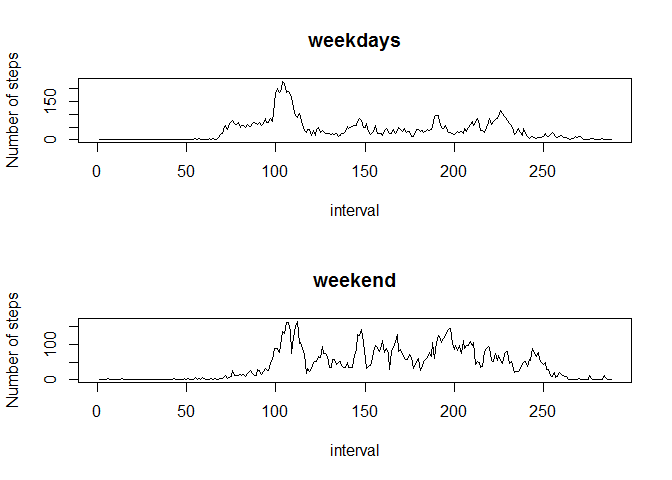 weekdays
Number of steps
150
0
0 50 100 150 200 250
interval
weekend
Number of steps
100
0
0 50 100 150 200 250
interval